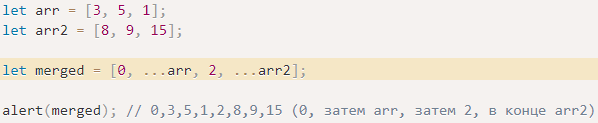 let arr = [3, 5, 1];
let arr2 = [8, 9, 15];
let merged = [0, ...arr, 2, ...arr2];
alert(merged); // 0,3,5,1,2,8,9,15 (0, затем arr, затем 2, в конце arr2)